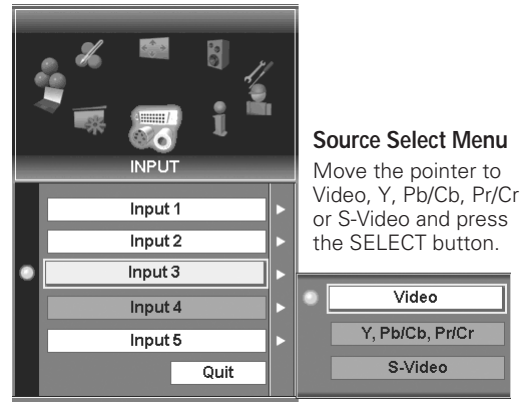 INPUT
Input 1
Input 2
Input 3
Input 4
Input 5
Quit
Source Select Menu
Move the pointer to
Video, Y, Pb/Cb, Pr/Cr
or S-Video and press
the SELECT button.
Video
Y, Pb/Cb, Pr/Cr
S-Video